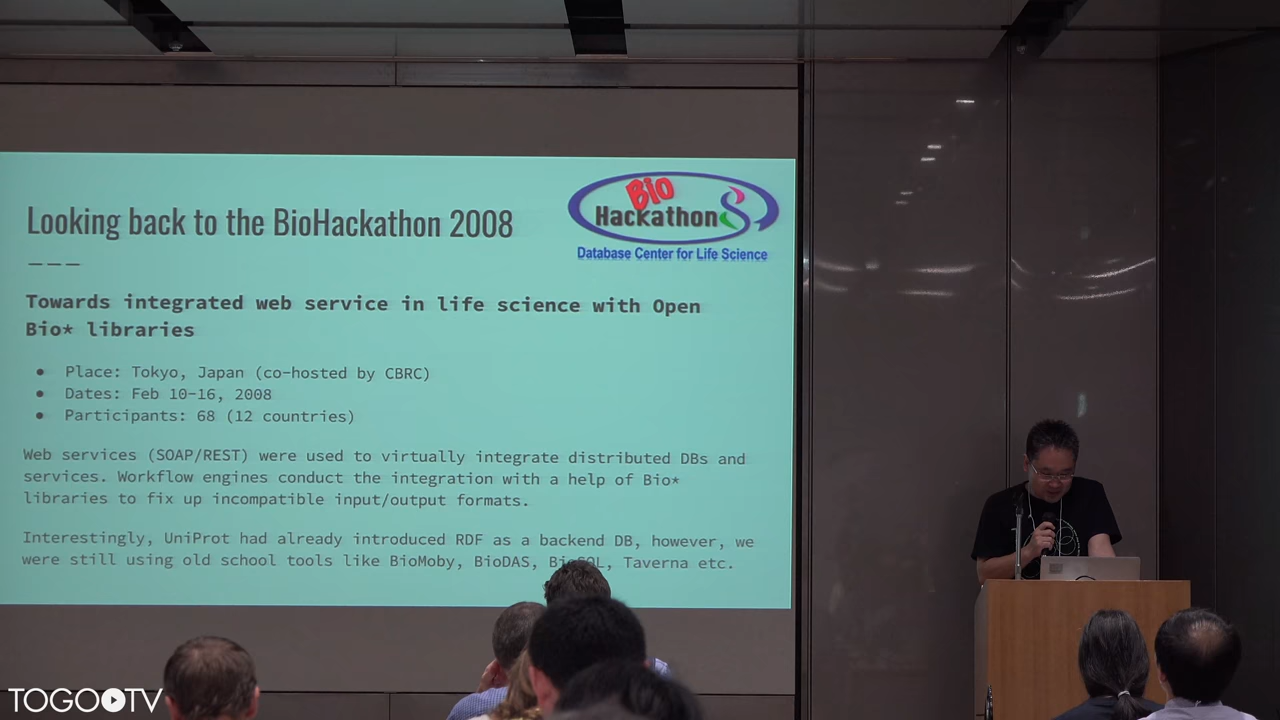 Looking back to the BioHackathon 2008
Bio
Hackathon
Database Center for Life Science
Towards integrated web service in life science with Open
Bio* libraries
● Place: Tokyo, Japan (co-hosted by CBRC)
● Dates: Feb 10-16, 2008
● Participants: 68 (12 countries)
Web services (SOAP/REST) were used to virtually integrate distributed DBs and
services. Workflow engines conduct the integration with a help of Bio*
libraries to fix up incompatible input/output formats.
Interestingly, UniProt had already introduced RDF as a backend DB, however, we
were still using old school tools like BioMoby, BioDAS, BioSQL, Taverna etc.
TOGO TV